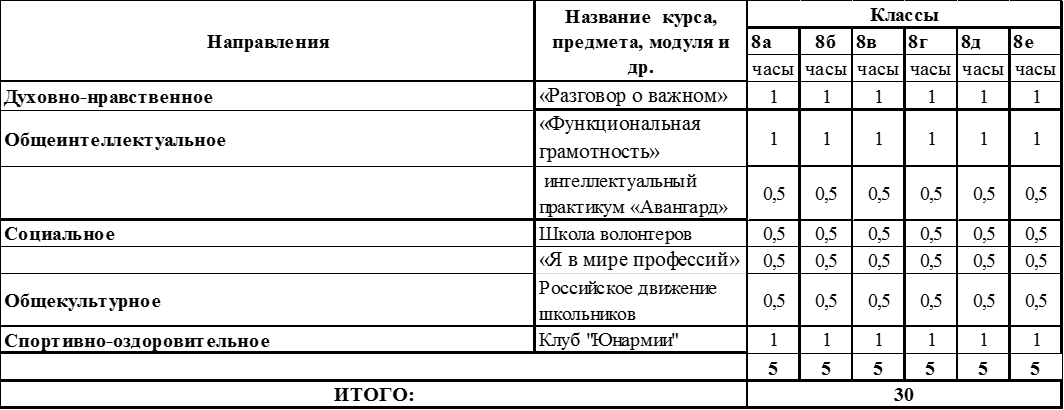 Направления Название курса, предмета, модуля и др. Классы
8а 8б 8в 8г 8д 8е
часы часы часы часы часы часы
Духовно-нравственное «Разговор о важном» 1 1 1 1 1 1
Общеинтеллектуальное «Функциональная грамотность» 1 1 1 1 1 1
интеллектуальный практикум «Авангард» 0,5 0,5 0,5 0,5 0,5 0,5
Социальное Школа волонтеров 0,5 0,5 0,5 0,5 0,5 0,5
«Я в мире профессий» 0,5 0,5 0,5 0,5 0,5 0,5
Общекультурное Российское движение школьников 0,5 0,5 0,5 0,5 0,5 0,5
Спортивно-оздоровительное Клуб "Юнармии" 1 1 1 1 1 1
5 5 5 5 5 5
ИТОГО: 30